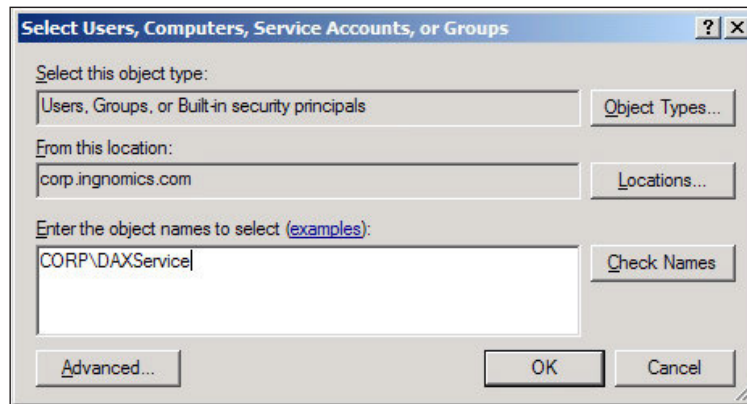 Select Users, Computers, Service Accounts, or Groups
Select this object type:
Users, Groups, or Built-in security principals
Object Types...
From this location:
corp.ingnomics.com
Locations...
Enter the object names to select (examples):
CORP\DAXService
Check Names
Advanced...
OK
Cancel